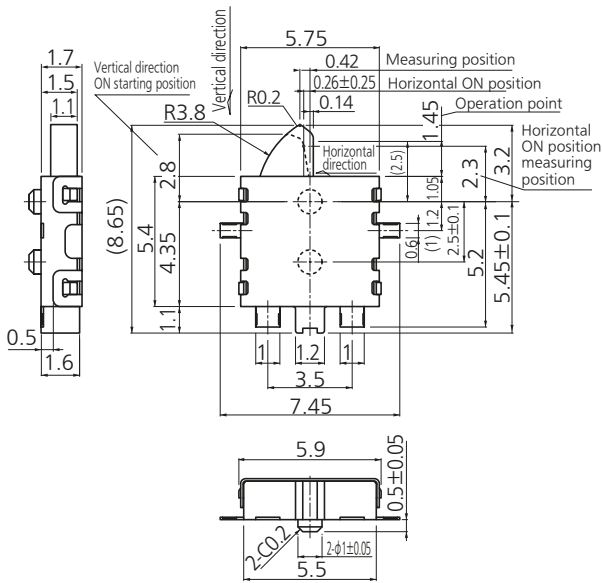 1.7
1.5
1.1
Vertical direction
ON starting position
Vertical direction
5.75
0.42
Measuring position
0.26±0.25
Horizontal ON position
R0.2
0.14
Operation point
R3.8
1.45
Horizontal
ON position
measuring
position
Horizontal
direction
(2.5)
2.3
3.2
2.8
1.05
(8.65)
5.4
4.35
1.2
0.6
(1)
2.5±0.1
5.2
5.45±0.1
1.1
0.5
1.6
1
1.2
1
3.5
7.45
5.9
0.5±0.05
2-C0.2
2-ϕ1±0.05
5.5